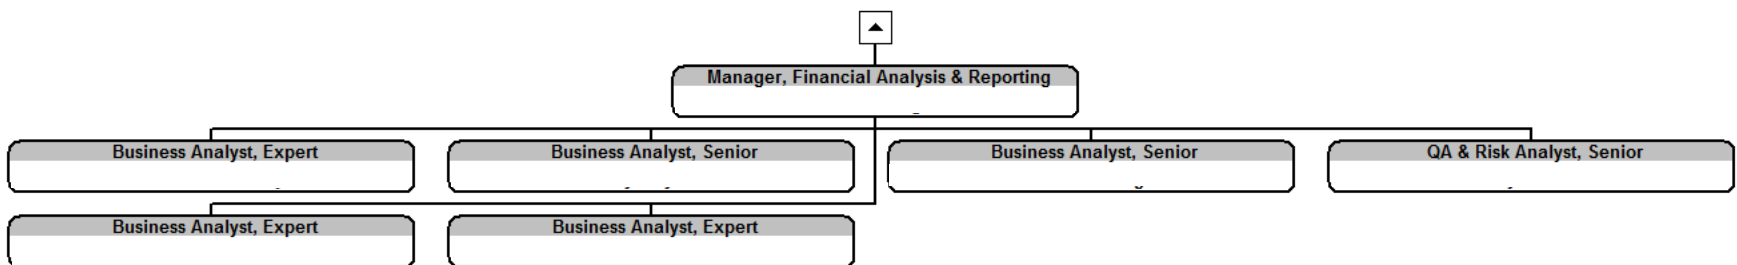 Manager, Financial Analysis & Reporting
Business Analyst, Expert
Business Analyst, Senior
Business Analyst, Senior
QA & Risk Analyst, Senior
Business Analyst, Expert
Business Analyst, Expert